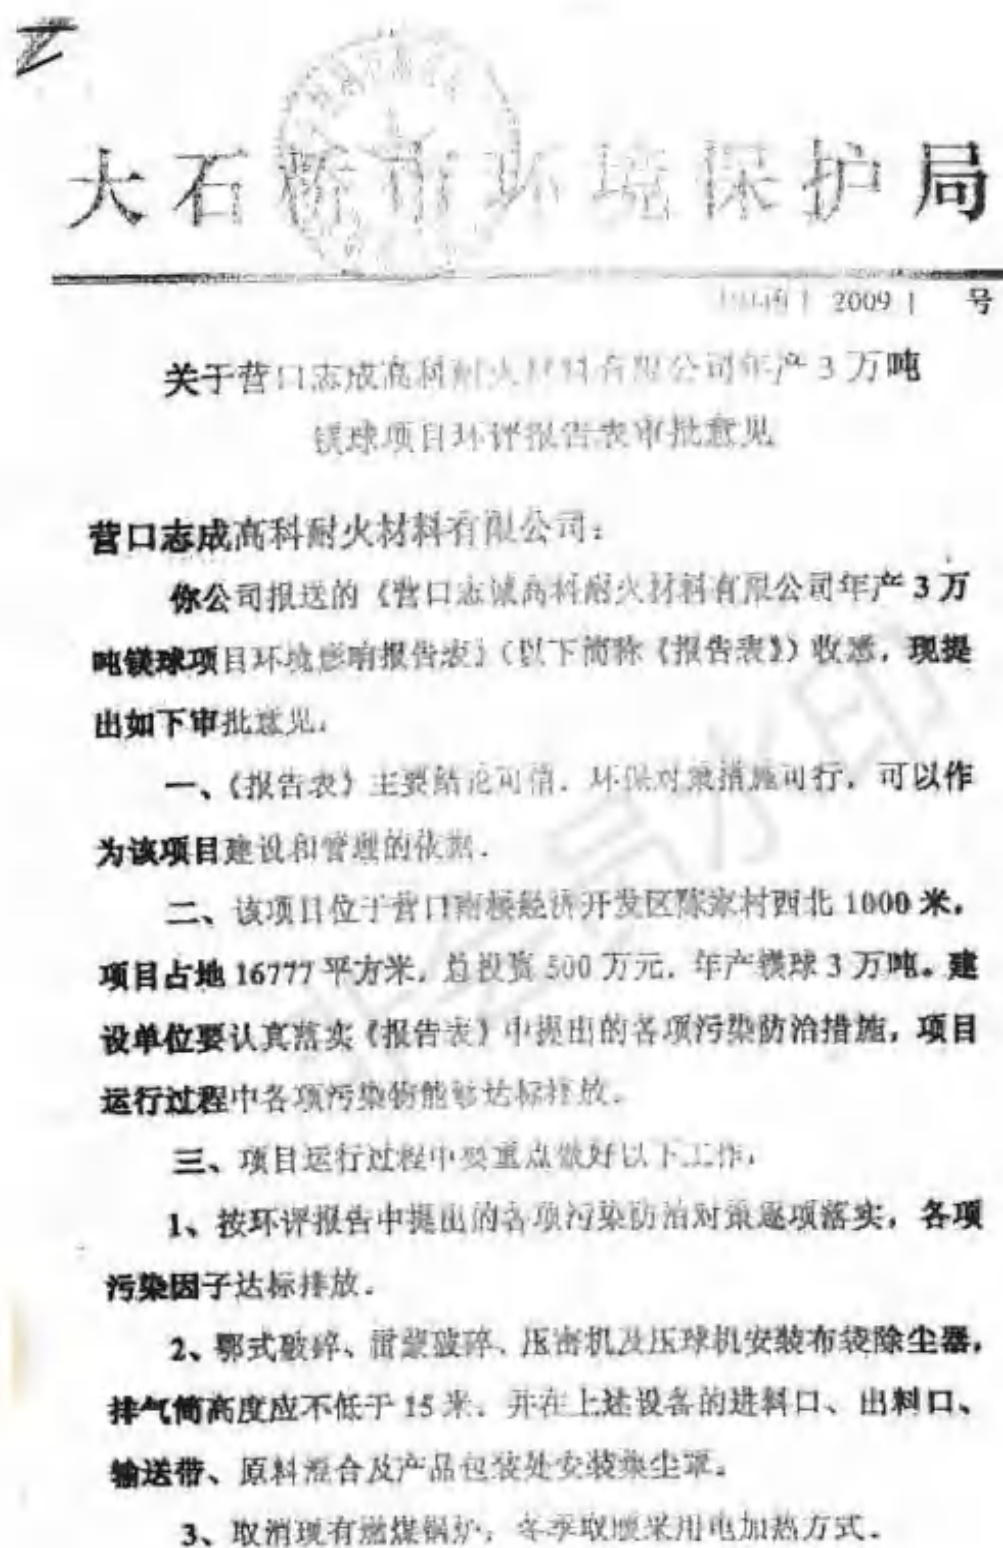 大石桥市环境保护局
2009 号
关于营口志成高科耐火材料有限公司年产3万吨
镁球项目环评报告表审批意见
营口志成高科耐火材料有限公司：
你公司报送的《营口志诚高科耐火材料有限公司年产3万
吨镁球项目环境影响报告表》（以下简称《报告表》）收悉，现提
出如下审批意见：
一、《报告表》主要结论可信，环保对策措施可行，可以作
为该项目建设和管理的依据。
二、该项目位于营口南楼经济开发区陈家村西北1000米，
项目占地16777平方米，总投资500万元，年产镁球3万吨。建
设单位要认真落实《报告表》中提出的各项污染防治措施，项目
运行过程中各项污染物能够达标排放。
三、项目运行过程中要重点做好以下工作：
1、按环评报告中提出的各项污染防治对策逐项落实，各项
污染因子达标排放。
2、鄂式破碎、雷蒙破碎、压密机及压球机安装布袋除尘器，
排气筒高度应不低于15米。并在上述设备的进料口、出料口、
输送带、原料混合及产品包装处安装集尘罩。
3、取消现有燃煤锅炉，冬季取暖采用电加热方式。